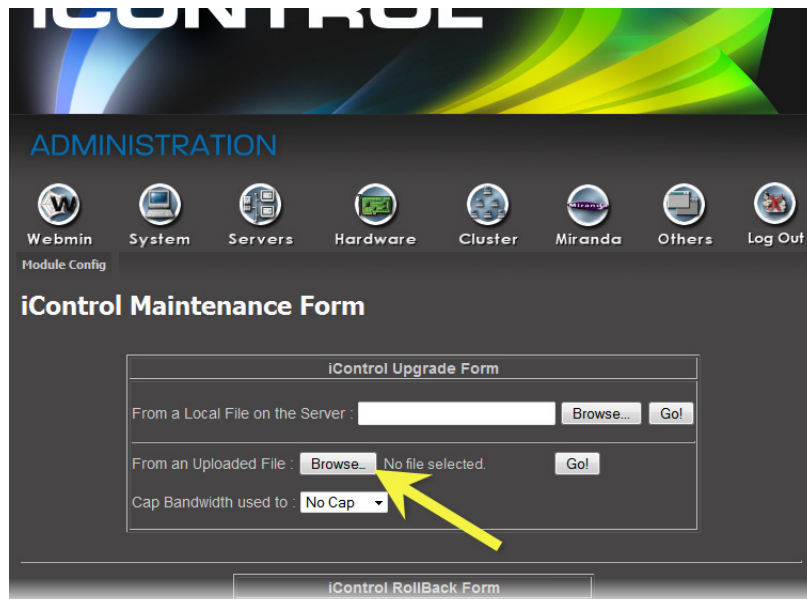 iCONTROL
ADMINISTRATION
Webmin System Servers Hardware Cluster Miranda Others Log Out
Module Config
iControl Maintenance Form
iControl Upgrade Form
From a Local File on the Server : Browse... Go!
From an Uploaded File : Browse... No file selected. Go!
Cap Bandwidth used to : No Cap
iControl RollBack Form